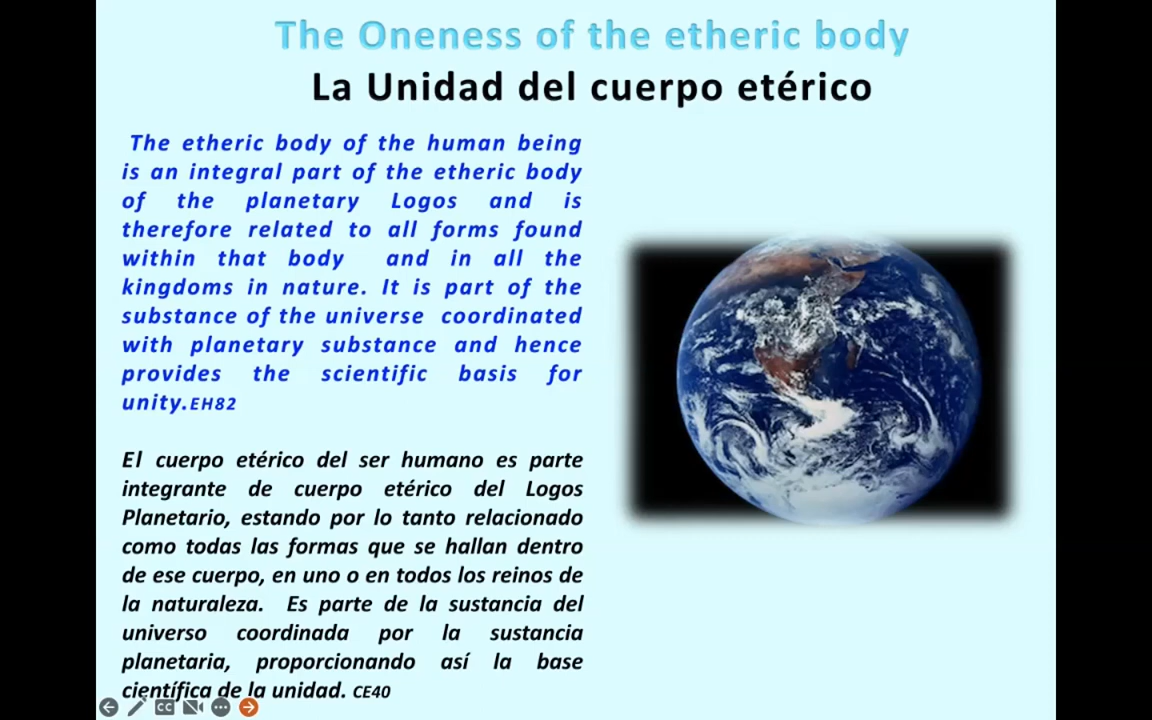 The Oneness of the etheric body
La Unidad del cuerpo etérico
The etheric body of the human being
is an integral part of the etheric body
of the planetary Logos and is
therefore related to all forms found
within that body and in all the
kingdoms in nature. It is part of the
substance of the universe coordinated
with planetary substance and hence
provides the scientific basis for
unity.EH82
El cuerpo etérico del ser humano es parte
integrante de cuerpo etérico del Logos
Planetario, estando por lo tanto relacionado
como todas las formas que se hallan dentro
de ese cuerpo, en uno o en todos los reinos de
la naturaleza. Es parte de la sustancia del
universo coordinada por la sustancia
planetaria, proporcionando así la base
científica de la unidad. CE40
CC